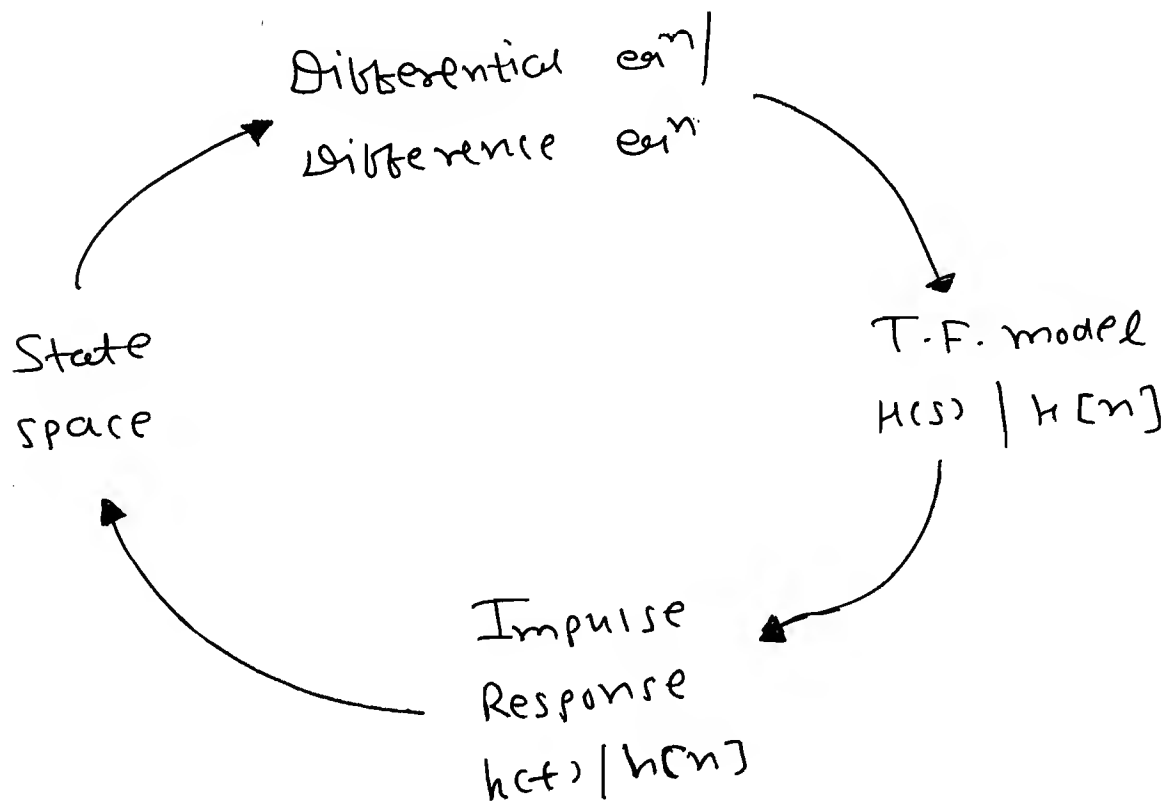 Differential eqⁿ/
Difference eqⁿ
T.F. model
H(s) | H[n]
State
space
Impulse
Response
h(t) | h[n]